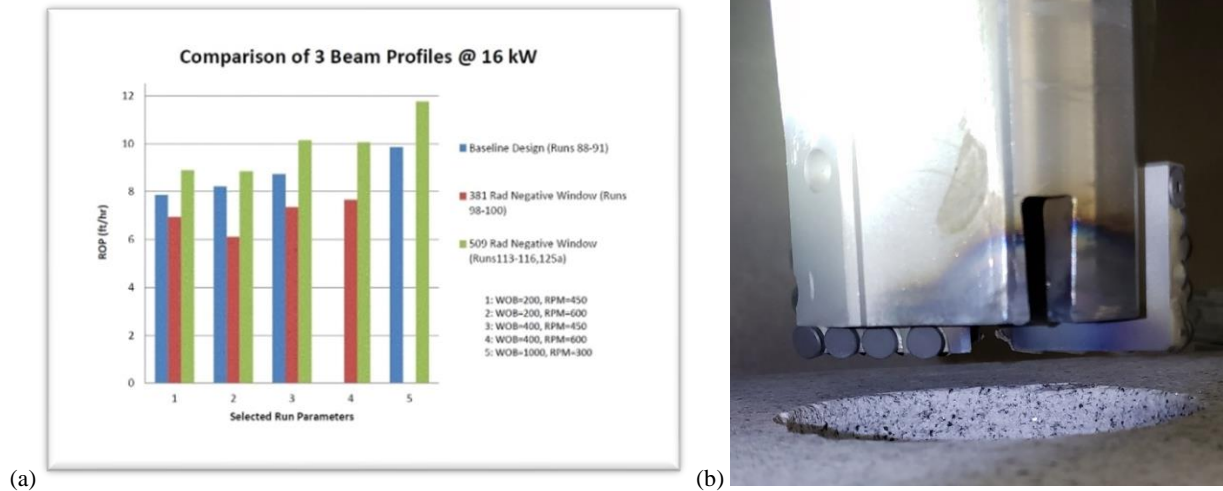 Comparison of 3 Beam Profiles @ 16 kW
ROP (ft/hr)
12
10
8
6
4
2
0
1 2 3 4 5
Selected Run Parameters
Baseline Design (Runs 88-91)
381 Rad Negative Window (Runs
98-100)
509 Rad Negative Window
(Runs113-116,125a)
1: WOB=200, RPM=450
2: WOB=200, RPM=600
3: WOB=400, RPM=450
4: WOB=400, RPM=600
5: WOB=1000, RPM=300
(a)
(b)